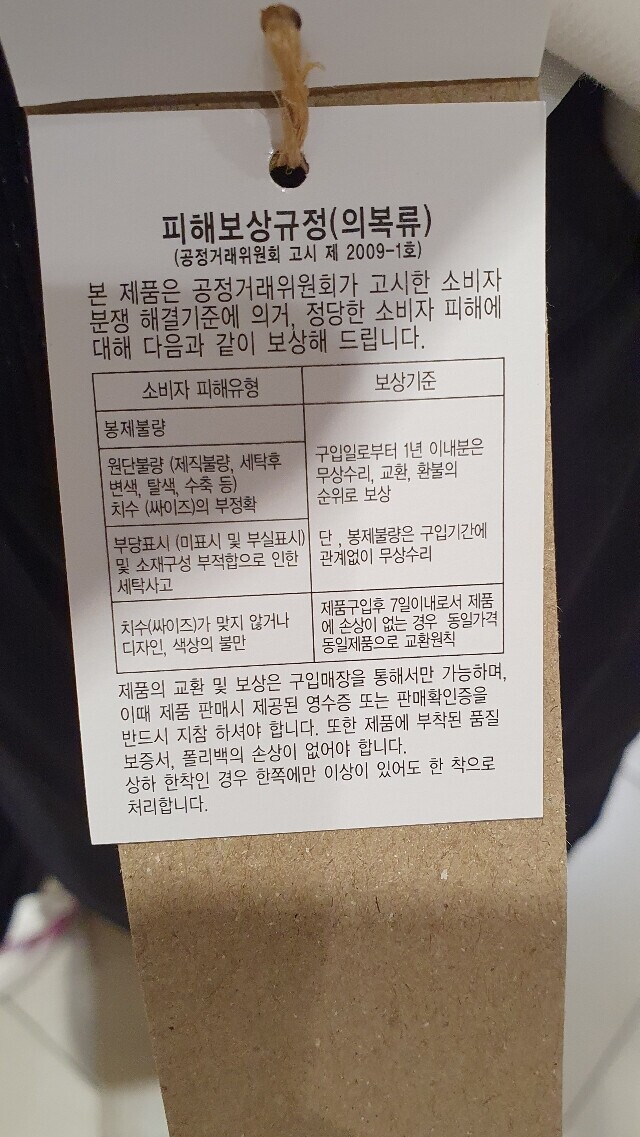 피해보상규정(의복류)
(공정거래위원회 고시 제 2009-1호)
본 제품은 공정거래위원회가 고시한 소비자
분쟁 해결기준에 의거, 정당한 소비자 피해에
대해 다음과 같이 보상해 드립니다.
소비자 피해유형
보상기준
봉제불량
원단불량 (제직불량, 세탁후
변색, 탈색, 수축 등)
치수 (싸이즈)의 부정확
부당표시 (미표시 및 부실표시)
및 소재구성 부적합으로 인한
세탁사고
구입일로부터 1년 이내분은
무상수리, 교환, 환불의
순위로 보상
단 , 봉제불량은 구입기간에
관계없이 무상수리
치수(싸이즈)가 맞지 않거나
디자인, 색상의 불만
제품구입후 7일이내로서 제품
에 손상이 없는 경우 동일가격
동일제품으로 교환원칙
제품의 교환 및 보상은 구입매장을 통해서만 가능하며,
이때 제품 판매시 제공된 영수증 또는 판매확인증을
반드시 지참 하셔야 합니다. 또한 제품에 부착된 품질
보증서, 폴리백의 손상이 없어야 합니다.
상하 한착인 경우 한쪽에만 이상이 있어도 한 착으로
처리합니다.